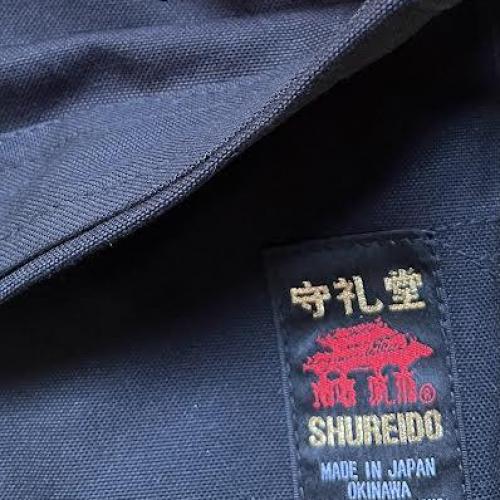 守礼堂
®
SHUREIDO
MADE IN JAPAN
OKINAWA